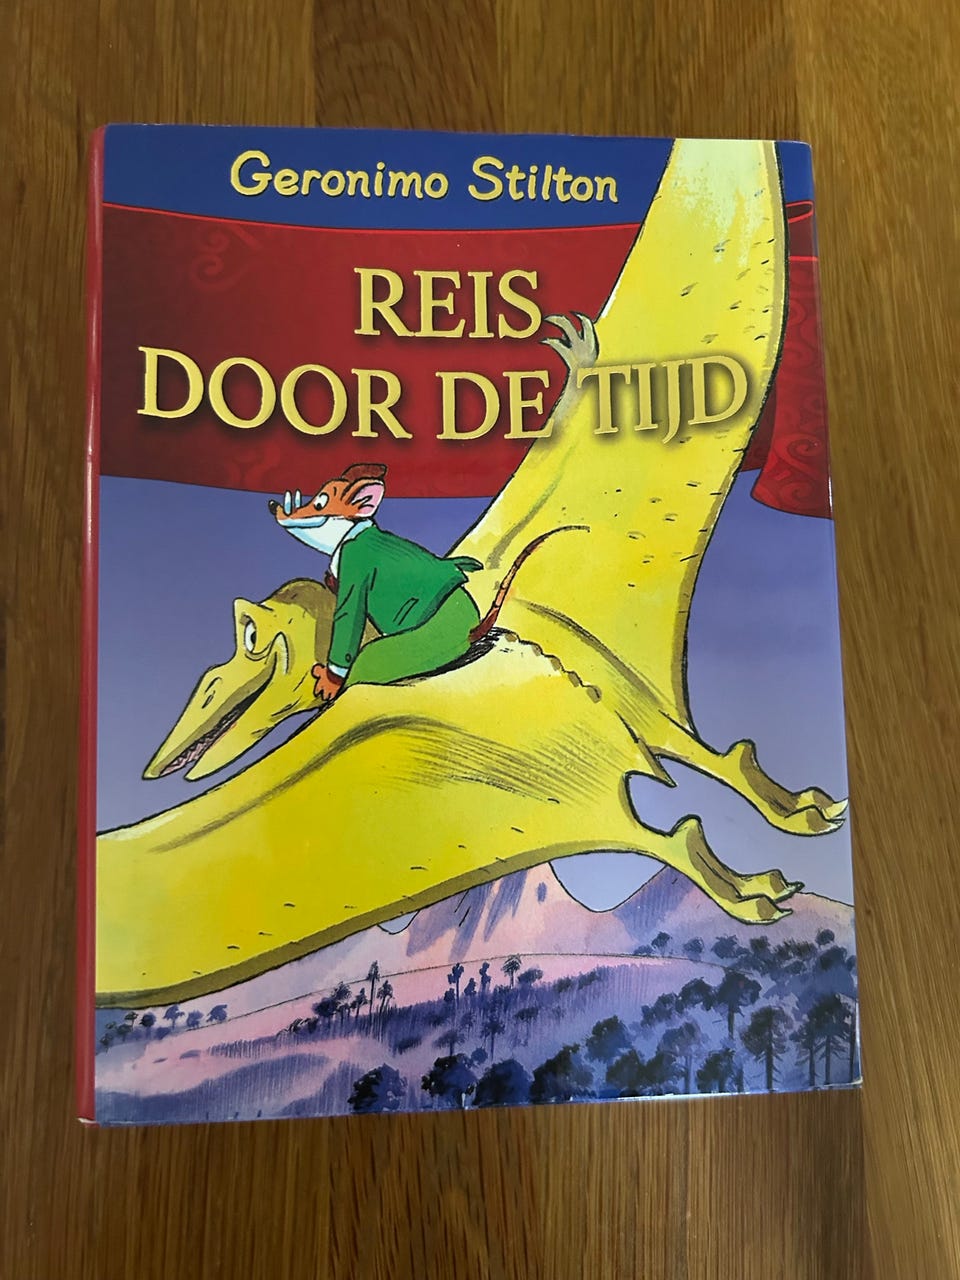 Geronimo Stilton
REIS
DOOR DE TIJD